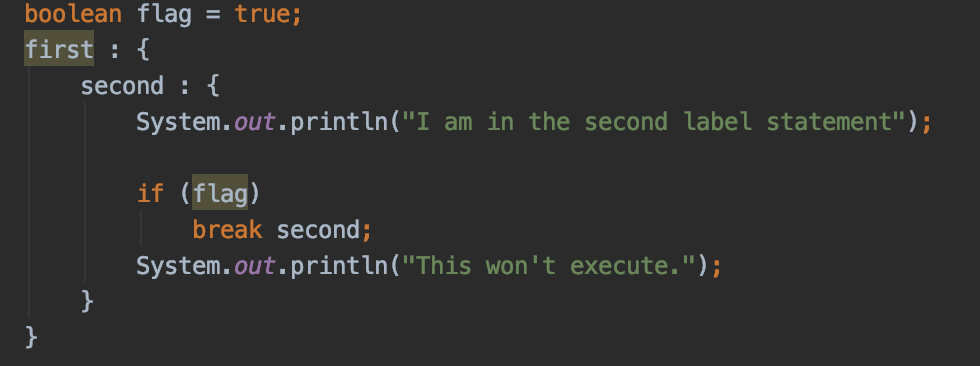 boolean flag = true;
first : {
second : {
System.out.println("I am in the second label statement");
if (flag)
break second;
System.out.println("This won't execute.");
}
}